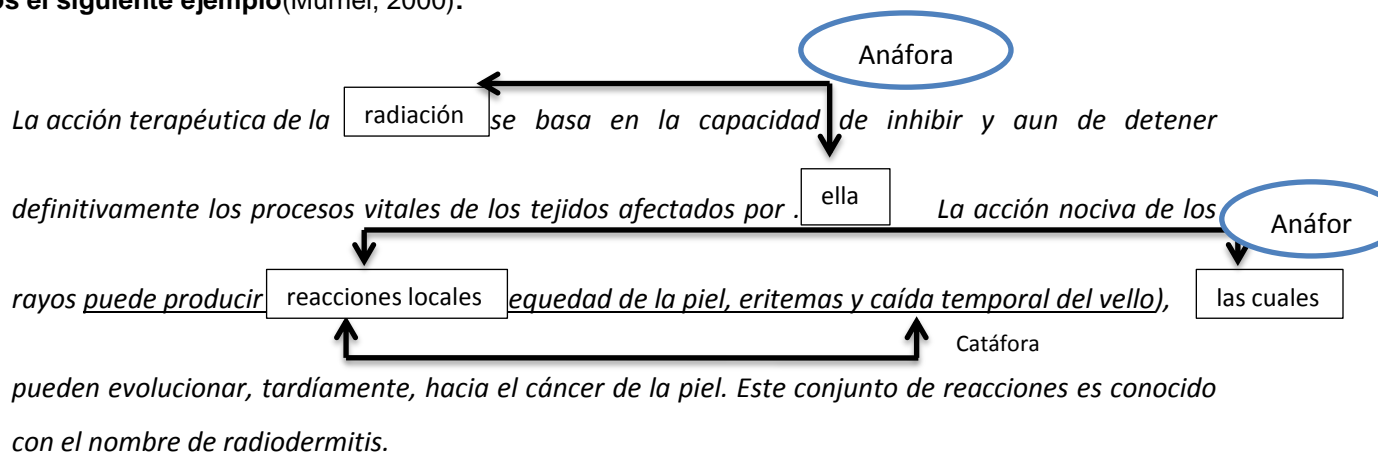 os el siguiente ejemplo(Murner, 2000).
Anáfora
La acción terapéutica de la radiación se basa en la capacidad de inhibir y aun de detener
definitivamente los procesos vitales de los tejidos afectados por . ella La acción nociva de los
Anáfor
rayos puede producir reacciones locales equedad de la piel, eritemas y caída temporal del vello), las cuales
Catáfora
pueden evolucionar, tardíamente, hacia el cáncer de la piel. Este conjunto de reacciones es conocido
con el nombre de radiodermitis.